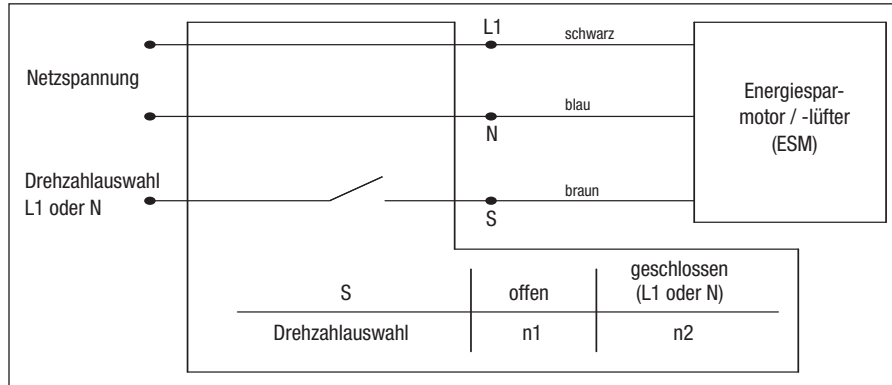 L1
schwarz
Netzspannung
blau
N
Energiespar-
motor / -lüfter
(ESM)
Drehzahlauswahl
L1 oder N
braun
S
S
offen
geschlossen
(L1 oder N)
Drehzahlauswahl
n1
n2